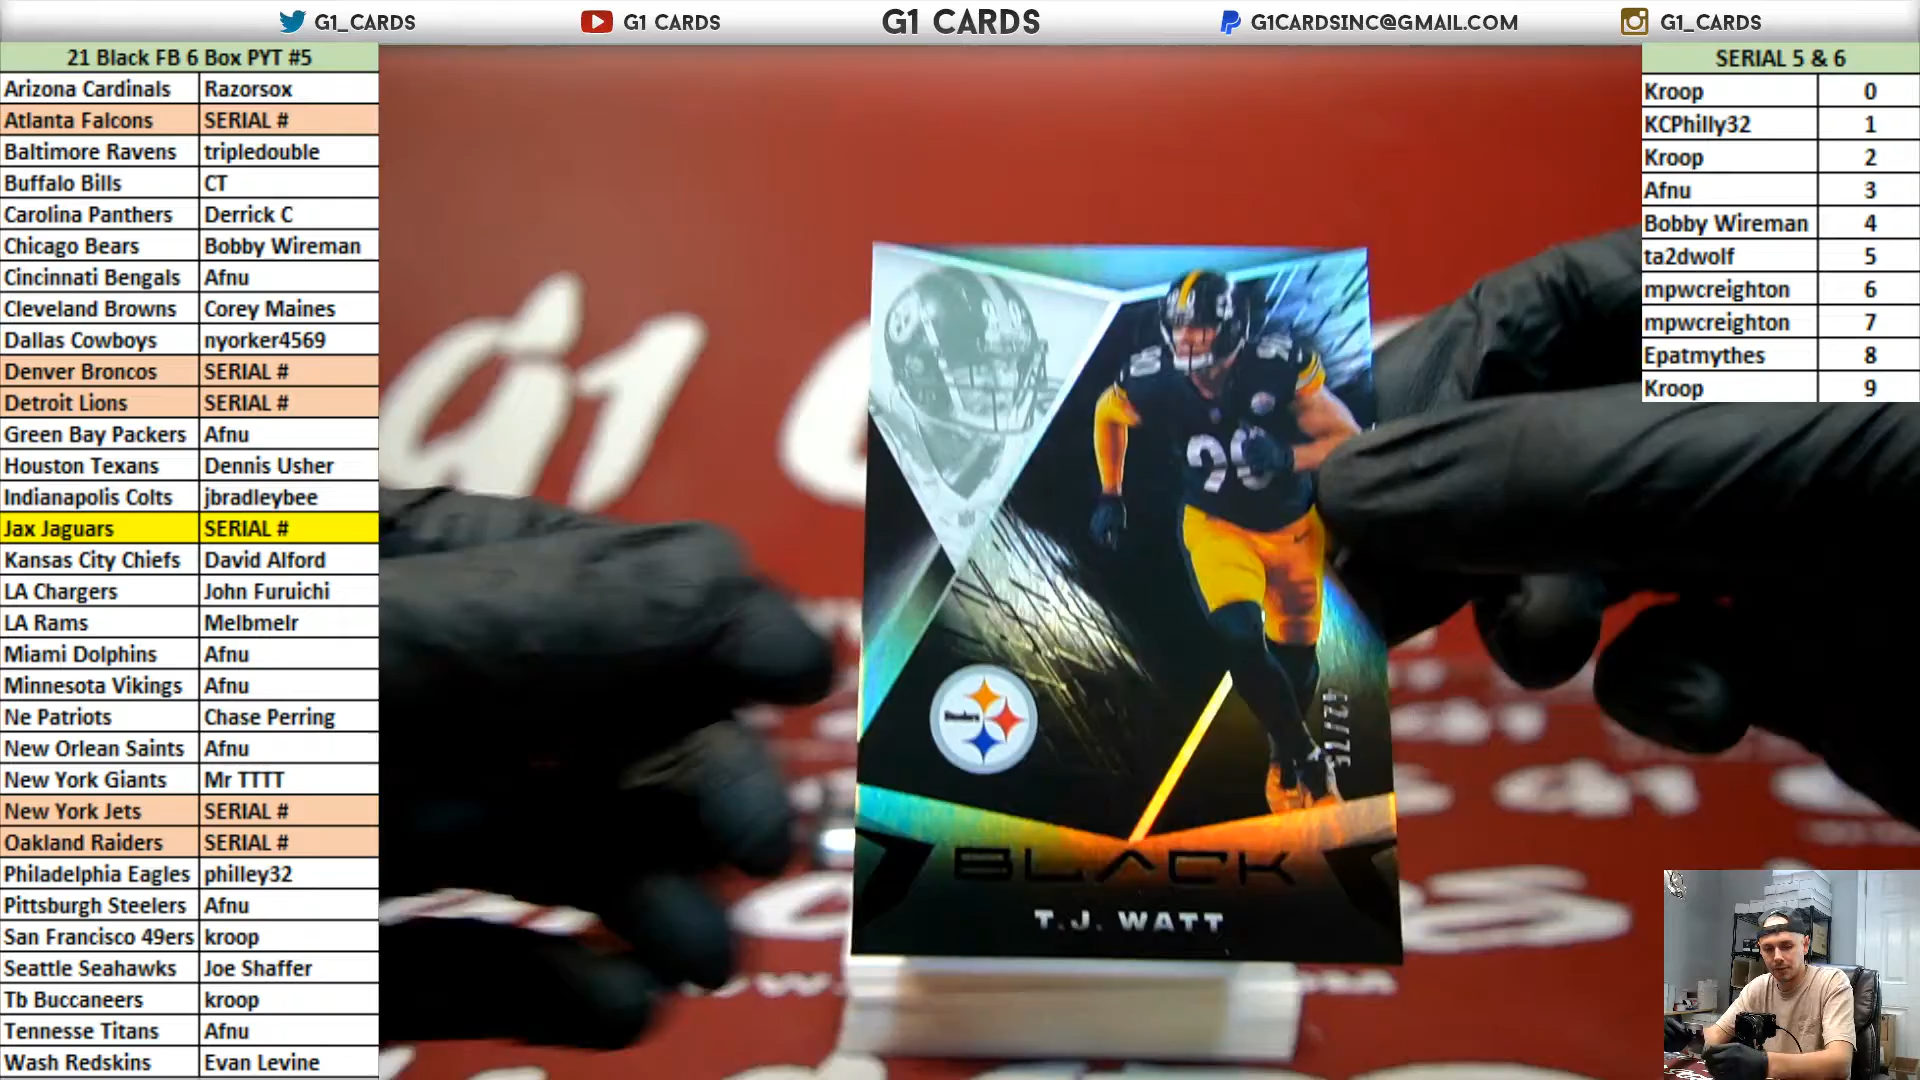 G1_CARDS
G1 CARDS
G1 CARDS
G1CARDSINC@GMAIL.COM
G1_CARDS
21 Black FB 6 Box PYT #5
Arizona Cardinals Razorsox
Atlanta Falcons SERIAL #
Baltimore Ravens tripledouble
Buffalo Bills CT
Carolina Panthers Derrick C
Chicago Bears Bobby Wireman
Cincinnati Bengals Afnu
Cleveland Browns Corey Maines
Dallas Cowboys nyorker4569
Denver Broncos SERIAL #
Detroit Lions SERIAL #
Green Bay Packers Afnu
Houston Texans Dennis Usher
Indianapolis Colts jbradleybee
Jax Jaguars SERIAL #
Kansas City Chiefs David Alford
LA Chargers John Furuichi
LA Rams Melbmelr
Miami Dolphins Afnu
Minnesota Vikings Afnu
Ne Patriots Chase Perring
New Orlean Saints Afnu
New York Giants Mr TTTT
New York Jets SERIAL #
Oakland Raiders SERIAL #
Philadelphia Eagles philley32
Pittsburgh Steelers Afnu
San Francisco 49ers kroop
Seattle Seahawks Joe Shaffer
Tb Buccaneers kroop
Tennesse Titans Afnu
Wash Redskins Evan Levine
SERIAL 5 & 6
Kroop 0
KCPhilly32 1
Kroop 2
Afnu 3
Bobby Wireman 4
ta2dwolf 5
mpwcreighton 6
mpwcreighton 7
Epatmythes 8
Kroop 9
G1
90
Steelers
42/75
BLACK
T.J. WATT